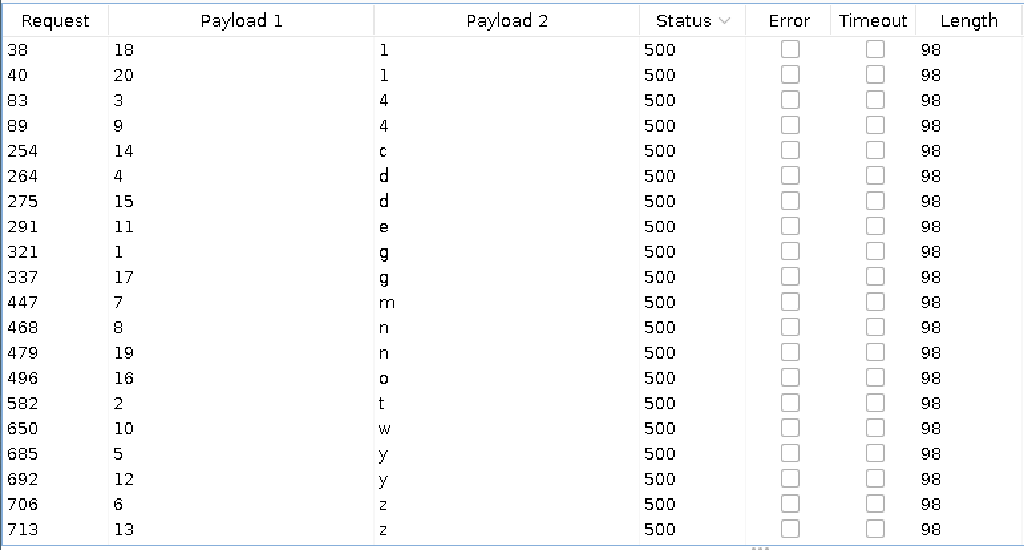 Request Payload 1 Payload 2 Status Error Timeout Length
38 18 1 500 98
40 20 1 500 98
83 3 4 500 98
89 9 4 500 98
254 14 c 500 98
264 4 d 500 98
275 15 d 500 98
291 11 e 500 98
321 1 g 500 98
337 17 g 500 98
447 7 m 500 98
468 8 n 500 98
479 19 n 500 98
496 16 o 500 98
582 2 t 500 98
650 10 w 500 98
685 5 y 500 98
692 12 y 500 98
706 6 z 500 98
713 13 z 500 98